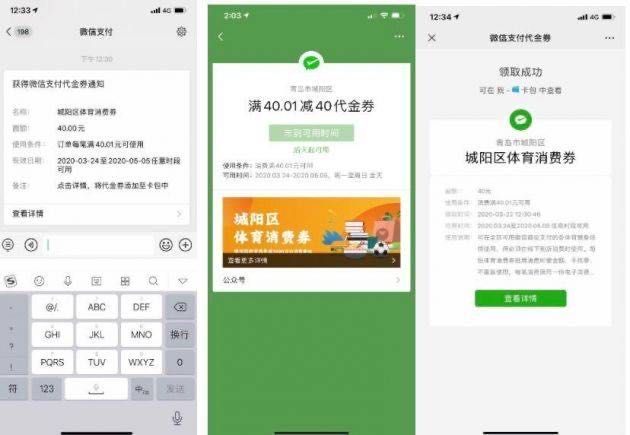 12:33
4G
198
微信支付
下午12:30
获得微信支付代金券通知
名称: 城阳区体育消费券
面额: 40.00元
使用条件: 订单每笔满40.01元可使用
有效日期: 2020-03-24至2020-05-05任意时段
可用
备注: 点击详情,将代金券添加至卡包中
查看详情
@/.
ABC
DEF
GHI
JKL
MNO
换行
PQRS
TUV
WXYZ
0
符
123
中/英
发送
2:03
青岛市城阳区
满40.01减40代金券
未到可用时间
后天起可用
使用条件: 消费满40.01元可用
可用时间: 2020.03.24-2020.05.05, 周一至周日 全天
城阳区
体育消费券
查看更多详情
公众号
12:34
4G
微信支付代金券
领取成功
可在 我 - 卡包 中查看
青岛市城阳区
城阳区体育消费券
面额: 40元
使用条件: 消费满40.01元可用
领取时间: 2020-03-22 12:30:46
可用时间: 2020.03.24至2020.05.05 任意时段可用
使用说明:
查看详情